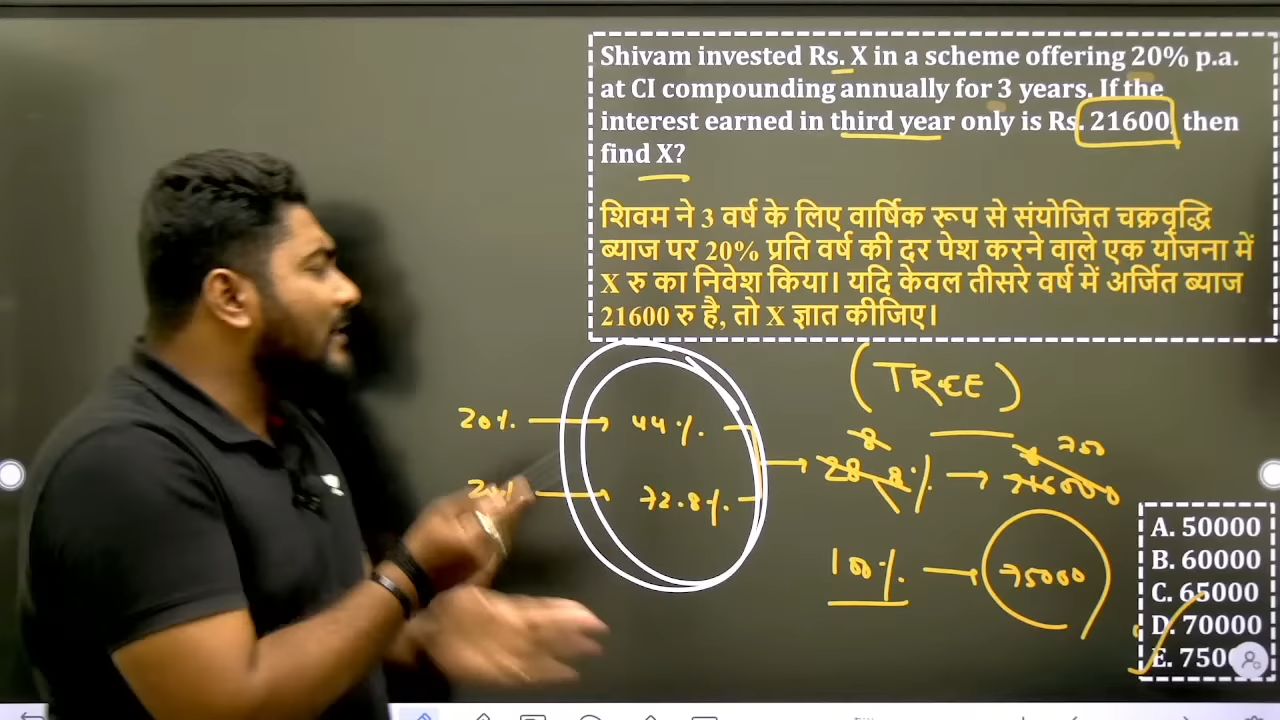 Shivam invested Rs. X in a scheme offering 20% p.a.
at CI compounding annually for 3 years. If the
interest earned in third year only is Rs. 21600, then
find X?
शिवम ने 3 वर्ष के लिए वार्षिक रूप से संयोजित चक्रवृद्धि
ब्याज पर 20% प्रति वर्ष की दर पेश करने वाले एक योजना में
X रु का निवेश किया। यदि केवल तीसरे वर्ष में अर्जित ब्याज
21600 रु है, तो X ज्ञात कीजिए।
(TREE)
20% → 44%
72.8%
28.8% →
8
750
100% → 75000
A. 50000
B. 60000
C. 65000
D. 70000
E. 750